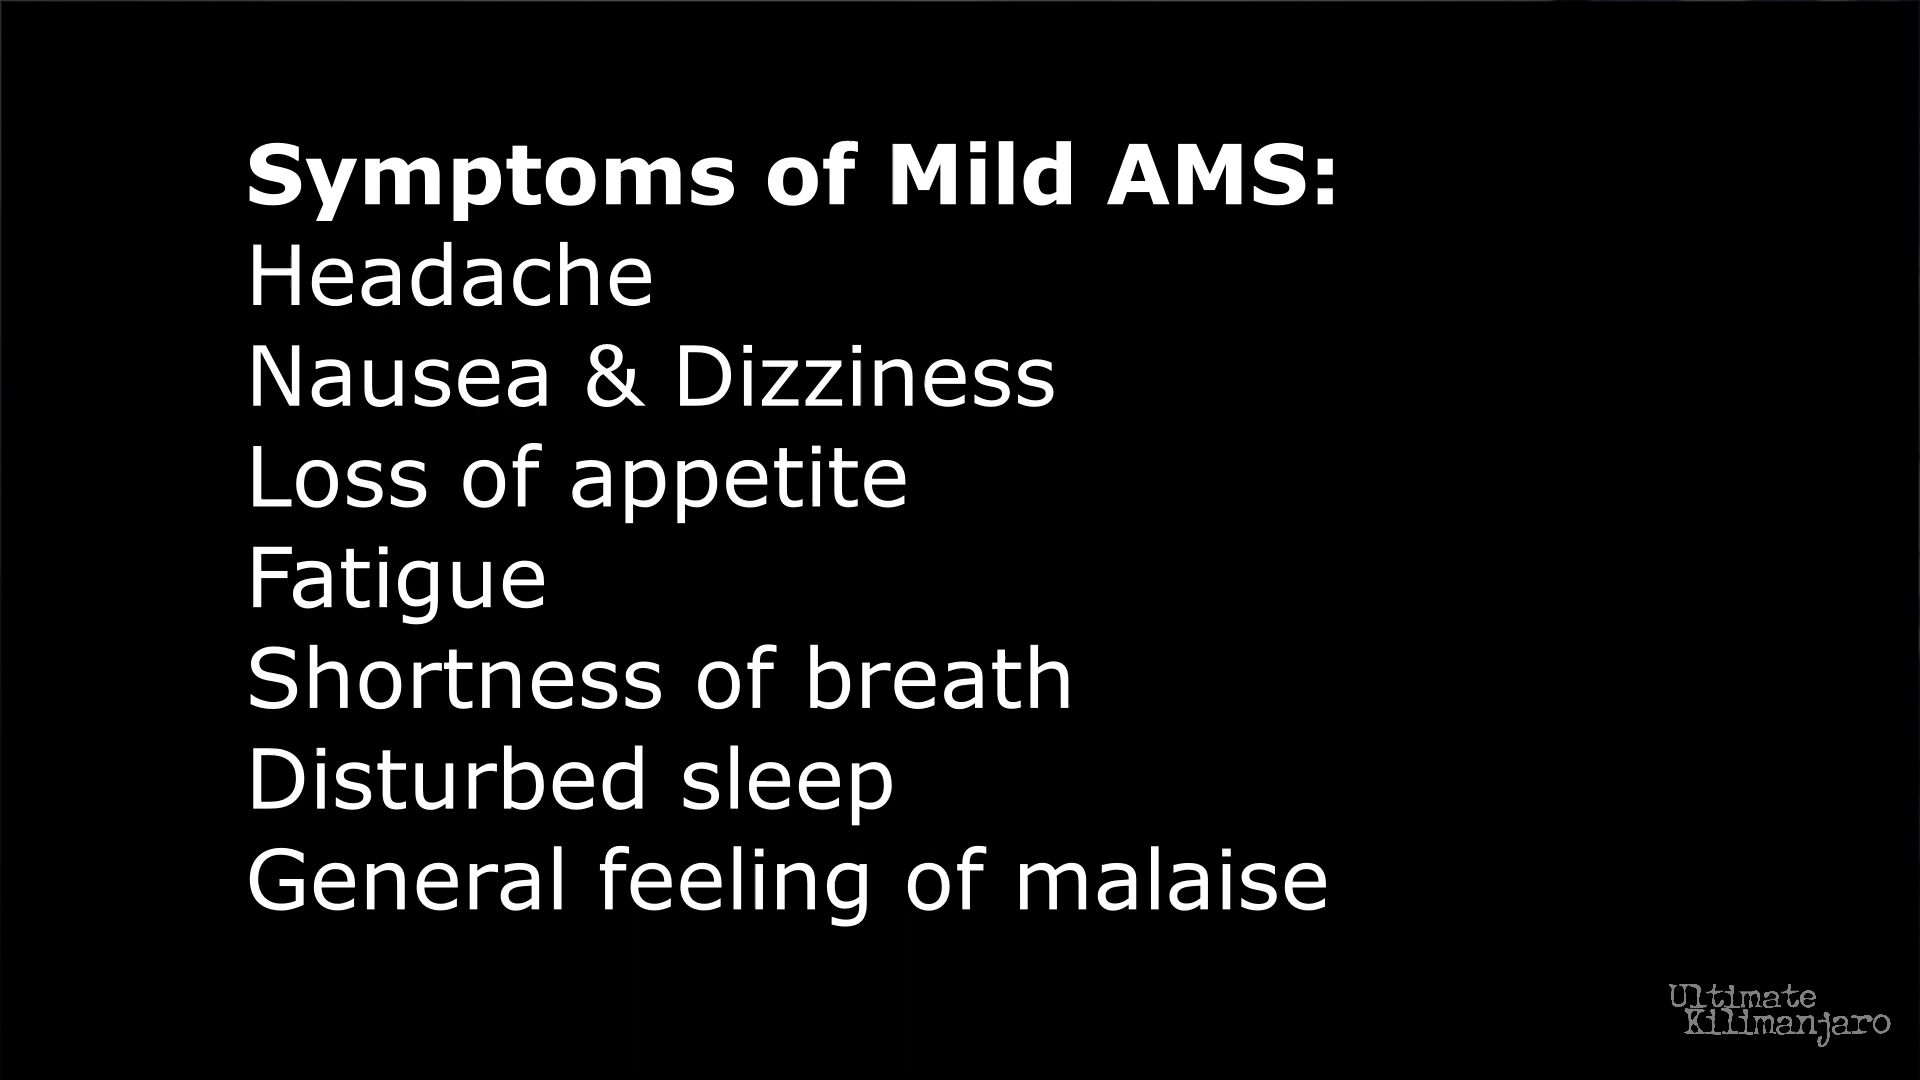 Symptoms of Mild AMS:
Headache
Nausea & Dizziness
Loss of appetite
Fatigue
Shortness of breath
Disturbed sleep
General feeling of malaise
Ultimate
Kilimanjaro